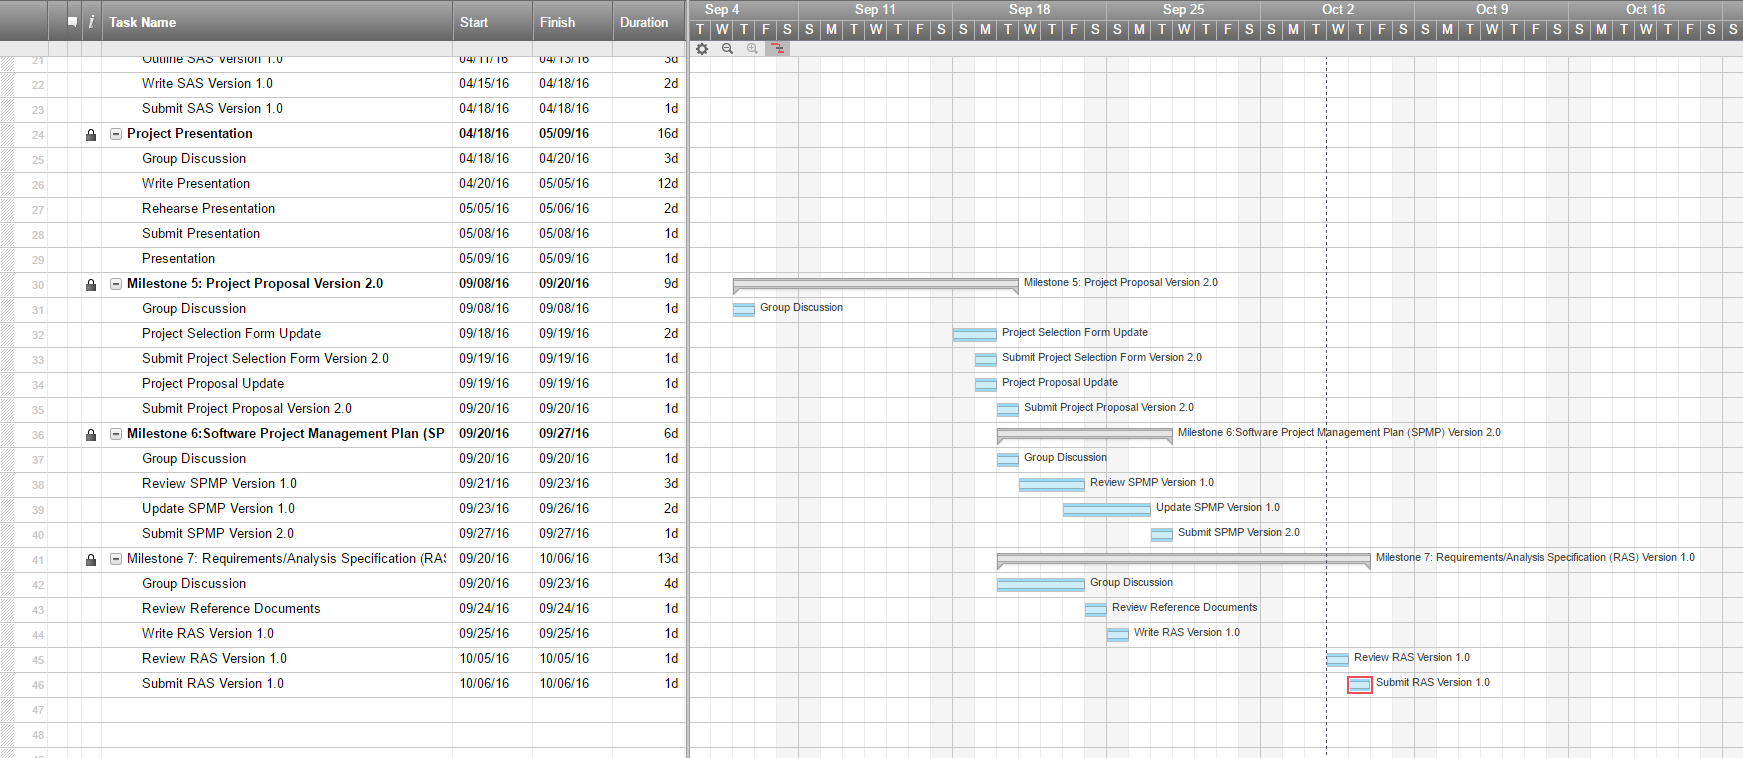 Task Name Start Finish Duration Sep 4 Sep 11 Sep 18 Sep 25 Oct 2 Oct 9 Oct 16
T W T F S S M T W T F S S M T W T F S S M T W T F S S M T W T F S S M T W T F S S M T W T F S S
21 Outline SAS Version 1.0 04/11/16 04/13/16 3d
22 Write SAS Version 1.0 04/15/16 04/18/16 2d
23 Submit SAS Version 1.0 04/18/16 04/18/16 1d
24 Project Presentation 04/18/16 05/09/16 16d
25 Group Discussion 04/18/16 04/20/16 3d
26 Write Presentation 04/20/16 05/05/16 12d
27 Rehearse Presentation 05/05/16 05/06/16 2d
28 Submit Presentation 05/08/16 05/08/16 1d
29 Presentation 05/09/16 05/09/16 1d
30 Milestone 5: Project Proposal Version 2.0 09/08/16 09/20/16 9d Milestone 5: Project Proposal Version 2.0
31 Group Discussion 09/08/16 09/08/16 1d Group Discussion
32 Project Selection Form Update 09/18/16 09/19/16 2d Project Selection Form Update
33 Submit Project Selection Form Version 2.0 09/19/16 09/19/16 1d Submit Project Selection Form Version 2.0
34 Project Proposal Update 09/19/16 09/19/16 1d Project Proposal Update
35 Submit Project Proposal Version 2.0 09/20/16 09/20/16 1d Submit Project Proposal Version 2.0
36 Milestone 6:Software Project Management Plan (SP 09/20/16 09/27/16 6d Milestone 6:Software Project Management Plan (SPMP) Version 2.0
37 Group Discussion 09/20/16 09/20/16 1d Group Discussion
38 Review SPMP Version 1.0 09/21/16 09/23/16 3d Review SPMP Version 1.0
39 Update SPMP Version 1.0 09/23/16 09/26/16 2d Update SPMP Version 1.0
40 Submit SPMP Version 2.0 09/27/16 09/27/16 1d Submit SPMP Version 2.0
41 Milestone 7: Requirements/Analysis Specification (RAS 09/20/16 10/06/16 13d Milestone 7: Requirements/Analysis Specification (RAS) Version 1.0
42 Group Discussion 09/20/16 09/23/16 4d Group Discussion
43 Review Reference Documents 09/24/16 09/24/16 1d Review Reference Documents
44 Write RAS Version 1.0 09/25/16 09/25/16 1d Write RAS Version 1.0
45 Review RAS Version 1.0 10/05/16 10/05/16 1d Review RAS Version 1.0
46 Submit RAS Version 1.0 10/06/16 10/06/16 1d Submit RAS Version 1.0
47
48